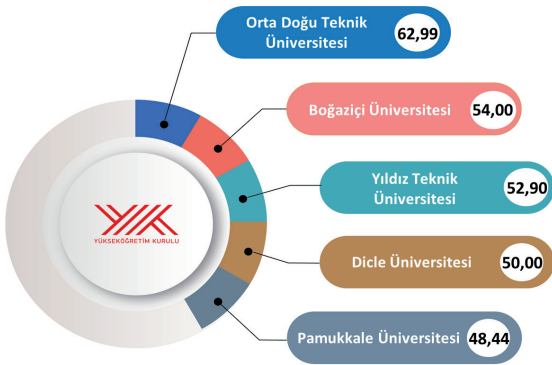 Orta Doğu Teknik
Üniversitesi
62,99
Boğaziçi Üniversitesi
54,00
Yıldız Teknik
Üniversitesi
52,90
YÜKSEKÖĞRETİM KURULU
Dicle Üniversitesi
50,00
Pamukkale Üniversitesi
48,44